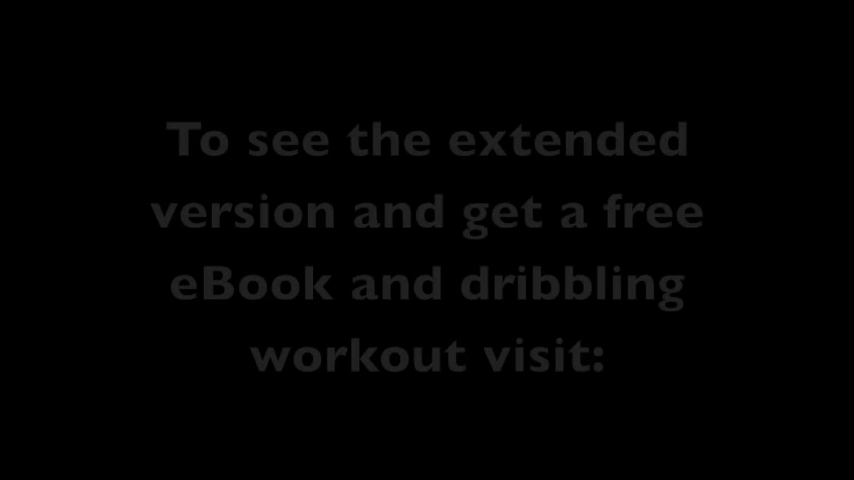 To see the extended
version and get a free
eBook and dribbling
workout visit: